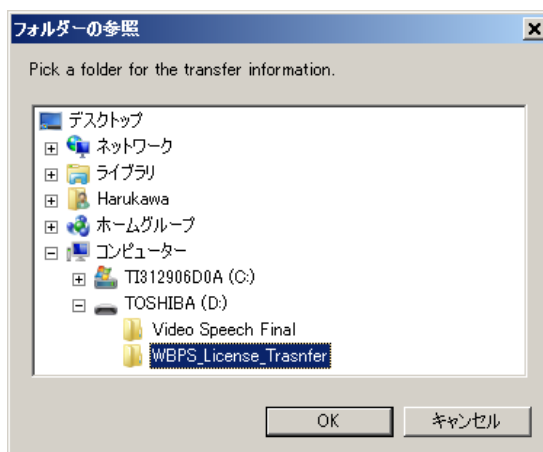 フォルダーの参照
Pick a folder for the transfer information.
デスクトップ
ネットワーク
ライブラリ
Harukawa
ホームグループ
コンピューター
TI312906D0A (C:)
TOSHIBA (D:)
Video Speech Final
WBPS_License_Trasnfer
OK
キャンセル